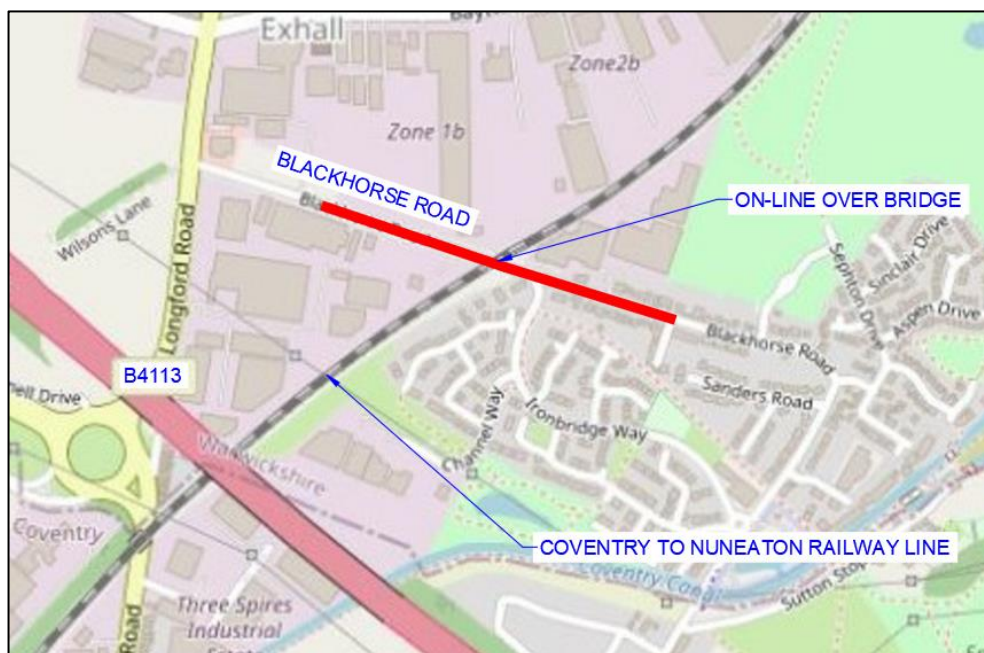 Exhall
Zone2b
Zone 1b
BLACKHORSE ROAD
ON-LINE OVER BRIDGE
Wilsons Lane
Longford Road
Sephton Drive
Sinclair Drive
Aspen Drive
Blackhorse Road
Sanders Road
B4113
Channel Way
Ironbridge Way
Warwickshire
Coventry
COVENTRY TO NUNEATON RAILWAY LINE
Coventry Canal
Sutton Stop
Three Spires
Industrial
Road